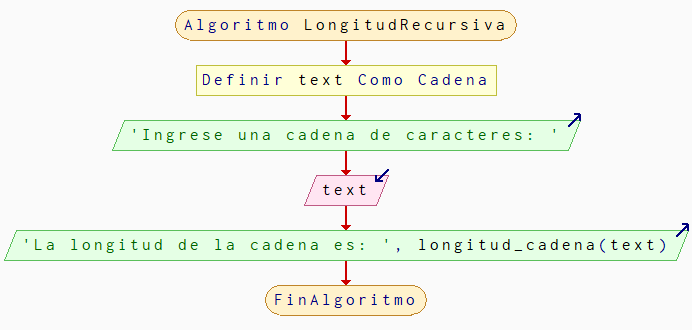 Algoritmo LongitudRecursiva
Definir text Como Cadena
'Ingrese una cadena de caracteres: '
text
'La longitud de la cadena es: ', longitud_cadena(text)
FinAlgoritmo